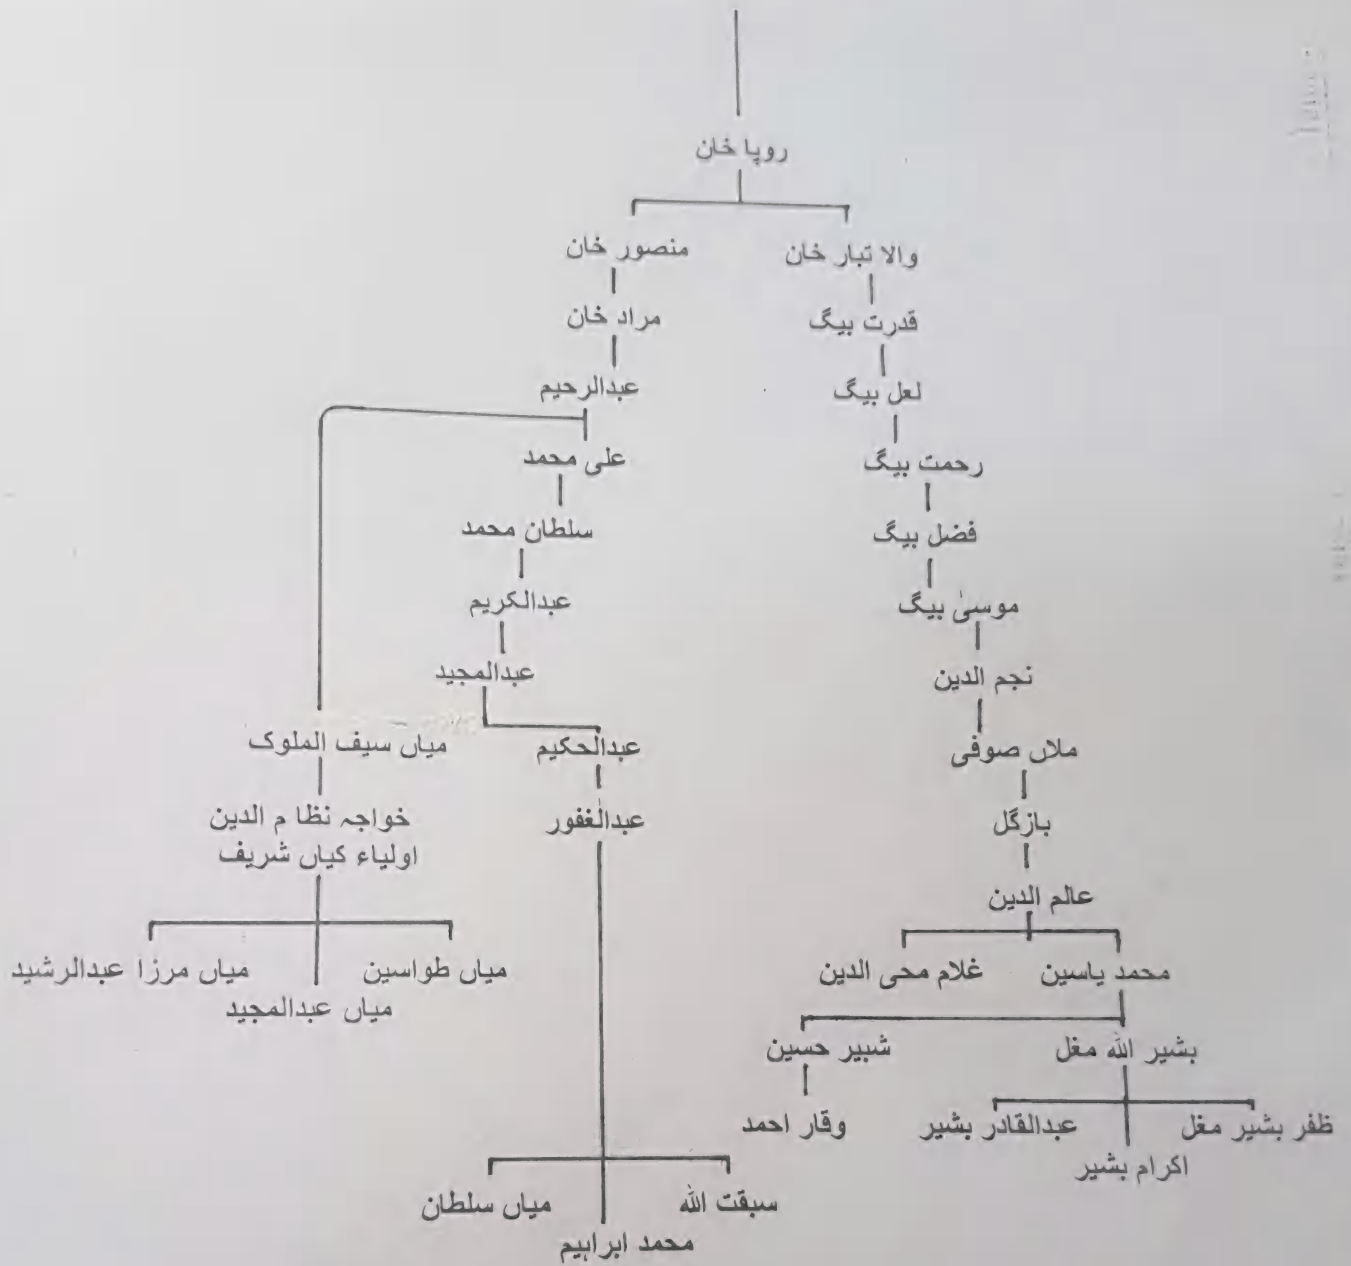 روپا خان
والا تبار خان
منصور خان
قدرت بیگ
مراد خان
لعل بیگ
عبدالرحیم
رحمت بیگ
علی محمد
فضل بیگ
سلطان محمد
موسیٰ بیگ
عبدالکریم
نجم الدین
عبدالمجید
ملاں صوفی
عبدالحکیم
میاں سیف الملوک
بازگل
عبدالغفور
خواجہ نظا م الدین
اولیاء کیاں شریف
عالم الدین
محمد یاسین
غلام محی الدین
میاں طواسین
میاں مرزا عبدالرشید
میاں عبدالمجید
بشیر اللہ مغل
شبیر حسین
ظفر بشیر مغل
عبدالقادر بشیر
وقار احمد
اکرام بشیر
سبقت اللہ
میاں سلطان
محمد ابراہیم